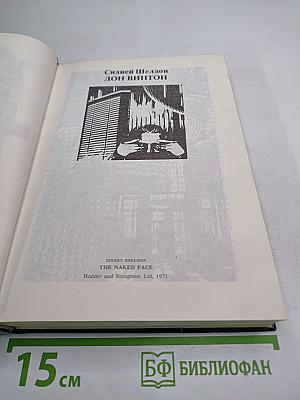 Сидней Шелдон
ДОН ВИНТОН
SIDNEY SHELDON
THE NAKED FACE
Hodder and Stoughton Ltd, 1971
15 см
БФ БИБЛИОФАН